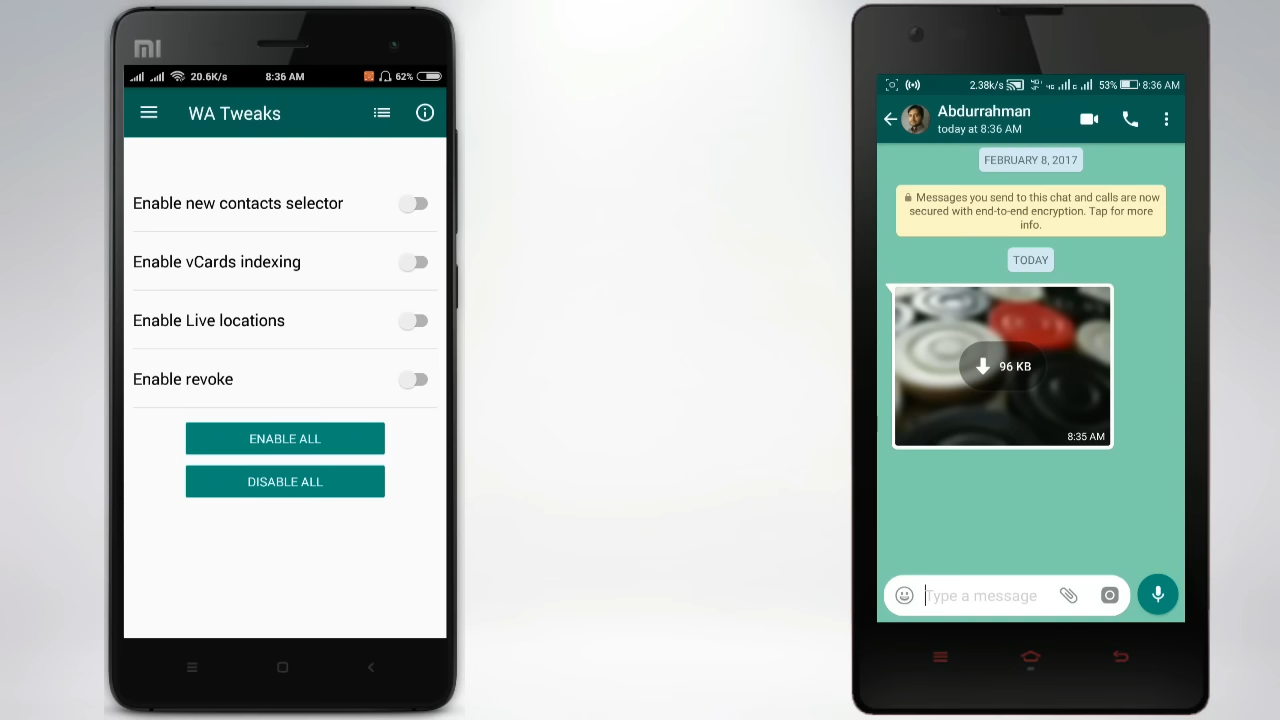 mi
20.6K/s 8:36 AM 62%
WA Tweaks
Enable new contacts selector
Enable vCards indexing
Enable Live locations
Enable revoke
ENABLE ALL
DISABLE ALL
2.38k/s 53% 8:36 AM
Abdurrahman
today at 8:36 AM
FEBRUARY 8, 2017
Messages you send to this chat and calls are now
secured with end-to-end encryption. Tap for more
info.
TODAY
96 KB
8:35 AM
Type a message